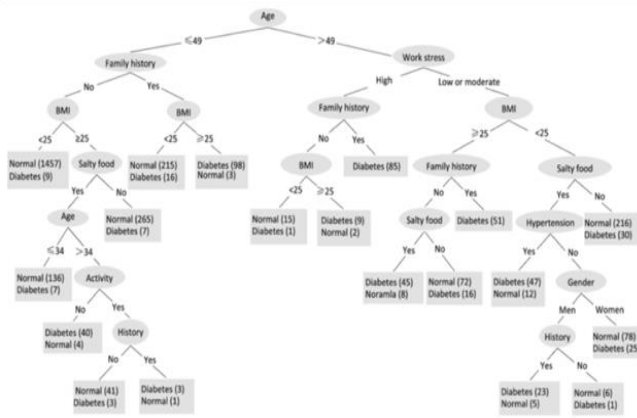 Age
≤49
>49
Family history
Work stress
No
Yes
High
Low or moderate
BMI
BMI
Family history
BMI
<25
≥25
<25
≥25
No
Yes
≥25
<25
Normal (1457)
Diabetes (9)
Salty food
Normal (215)
Diabetes (16)
Diabetes (98)
Normal (3)
BMI
Diabetes (85)
Family history
Salty food
Yes
No
<25
≥25
No
Yes
Yes
No
Age
Normal (265)
Diabetes (7)
Normal (15)
Diabetes (1)
Diabetes (9)
Normal (2)
Salty food
Diabetes (51)
Hypertension
Normal (216)
Diabetes (30)
≤34
>34
Yes
No
Yes
No
Normal (136)
Diabetes (7)
Activity
Diabetes (45)
Noramla (8)
Normal (72)
Diabetes (16)
Diabetes (47)
Normal (12)
Gender
No
Yes
Men
Women
Diabetes (40)
Normal (4)
History
History
Normal (78)
Diabetes (25
No
Yes
Yes
No
Normal (41)
Diabetes (3)
Diabetes (3)
Normal (1)
Diabetes (23)
Normal (5)
Normal (6)
Diabetes (1)